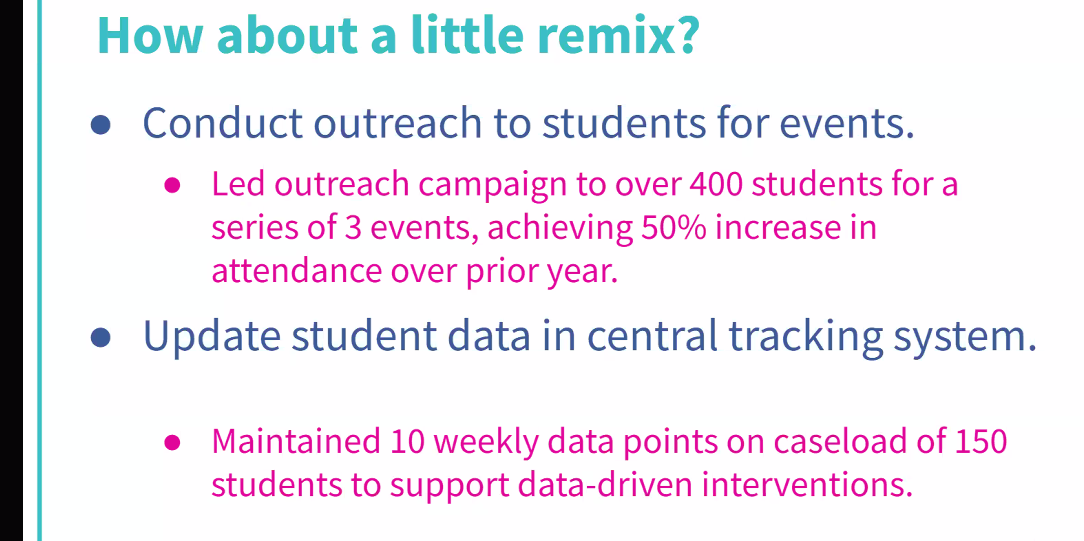 How about a little remix?
● Conduct outreach to students for events.
● Led outreach campaign to over 400 students for a
series of 3 events, achieving 50% increase in
attendance over prior year.
● Update student data in central tracking system.
● Maintained 10 weekly data points on caseload of 150
students to support data-driven interventions.